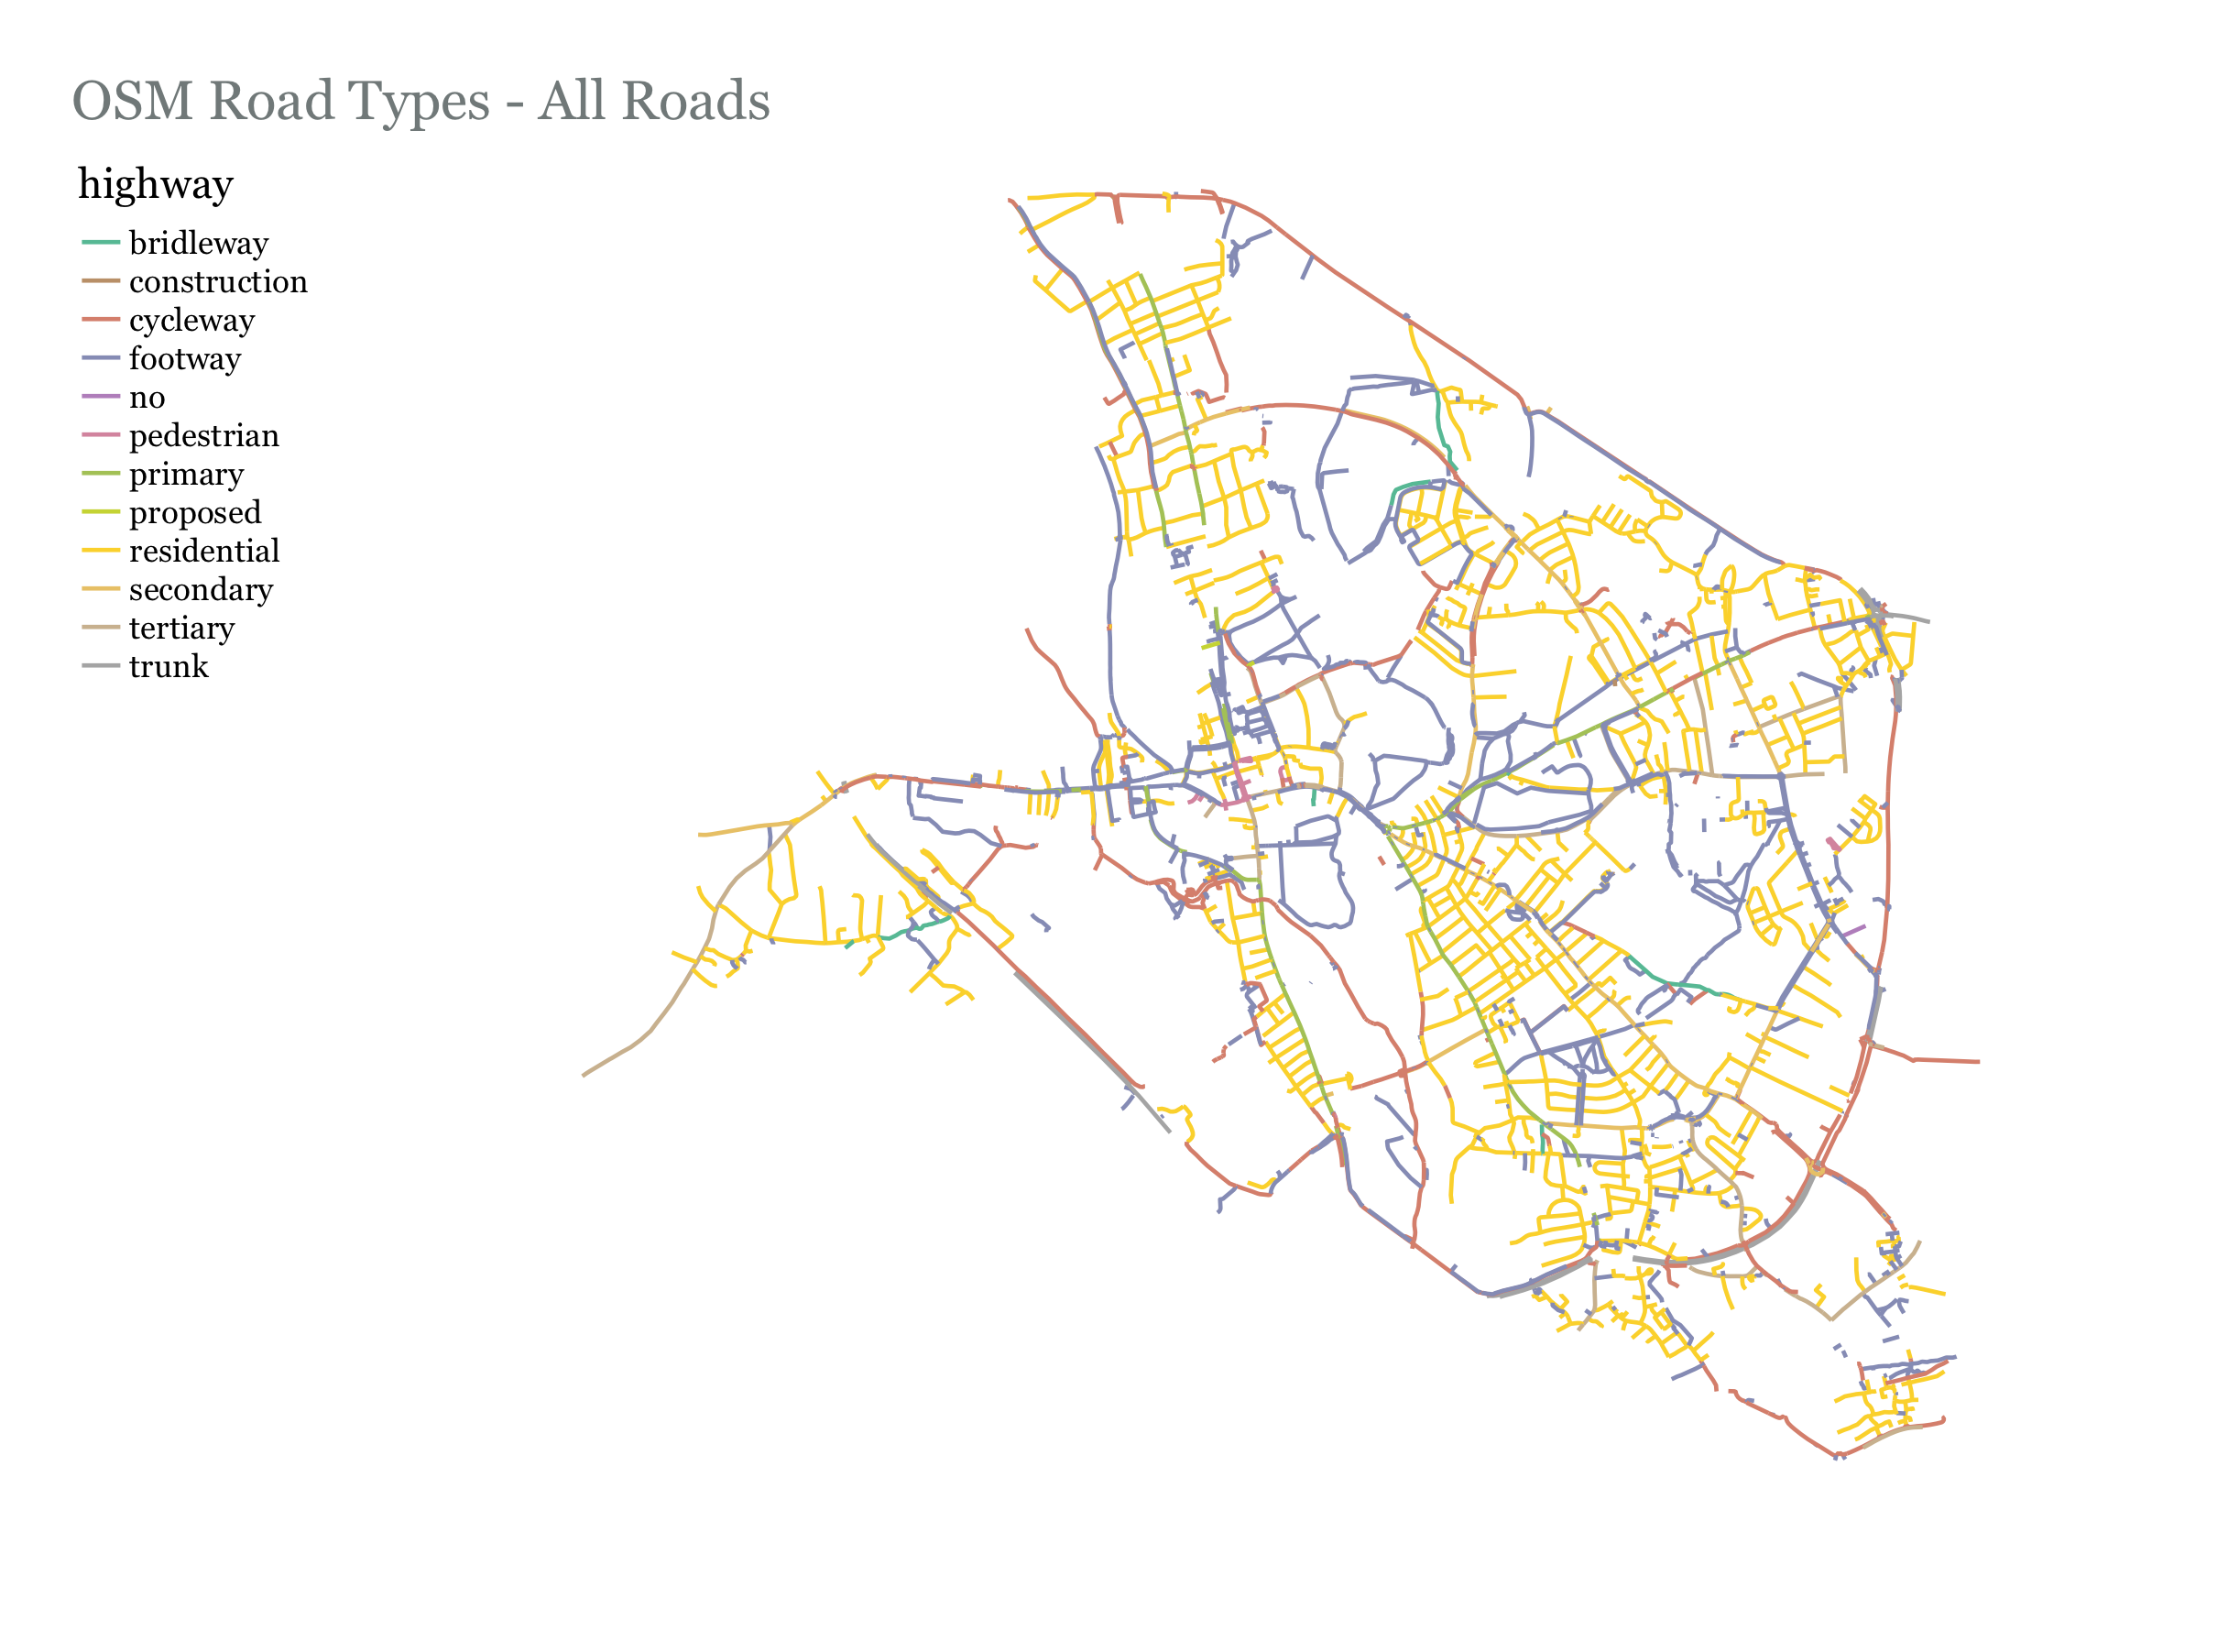 OSM Road Types - All Roads
highway
bridleway
construction
cycleway
footway
no
pedestrian
primary
proposed
residential
secondary
tertiary
trunk